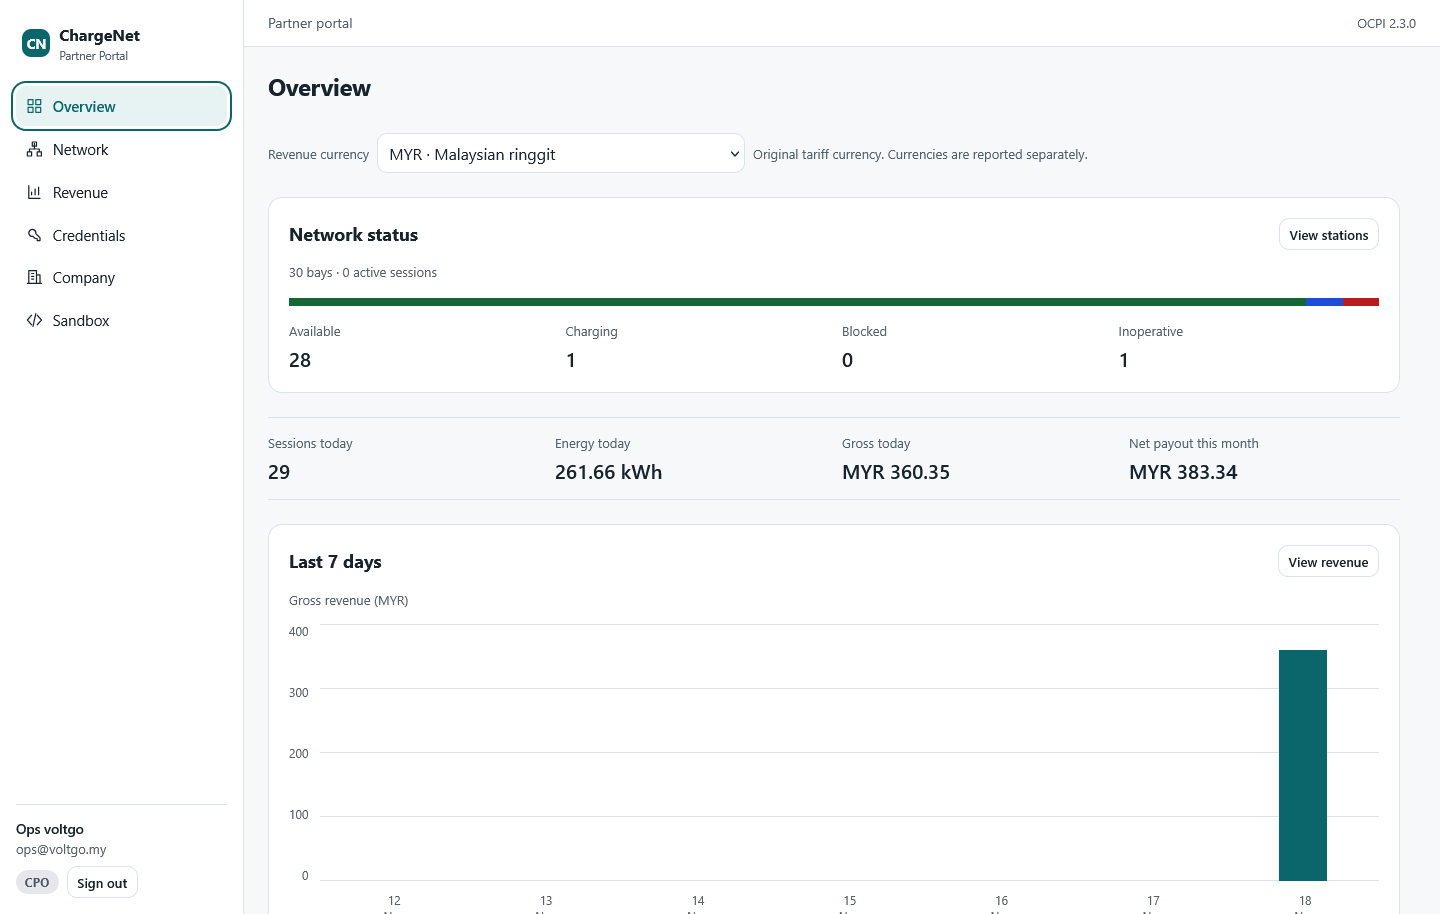 CN
ChargeNet
Partner Portal
Overview
Network
Revenue
Credentials
Company
Sandbox
Ops voltgo
ops@voltgo.my
CPO
Sign out
Partner portal
OCPI 2.3.0
Overview
Revenue currency
MYR · Malaysian ringgit
Original tariff currency. Currencies are reported separately.
Network status
View stations
30 bays · 0 active sessions
Available
Charging
Blocked
Inoperative
28
1
0
1
Sessions today
Energy today
Gross today
Net payout this month
29
261.66 kWh
MYR 360.35
MYR 383.34
Last 7 days
View revenue
Gross revenue (MYR)
400
300
200
100
0
12
13
14
15
16
17
18